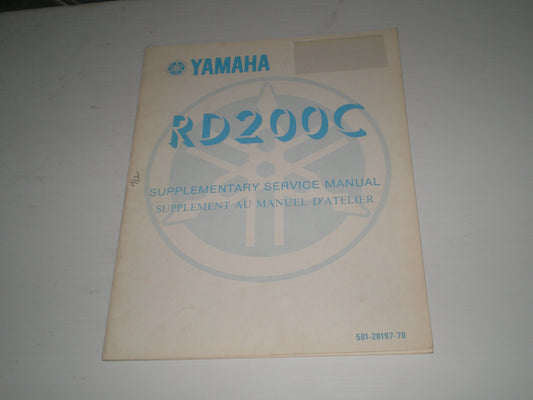 YAMAHA
RD200C
SUPPLEMENTARY SERVICE MANUAL
SUPPLEMENT AU MANUEL D'ATELIER
581-28197-70